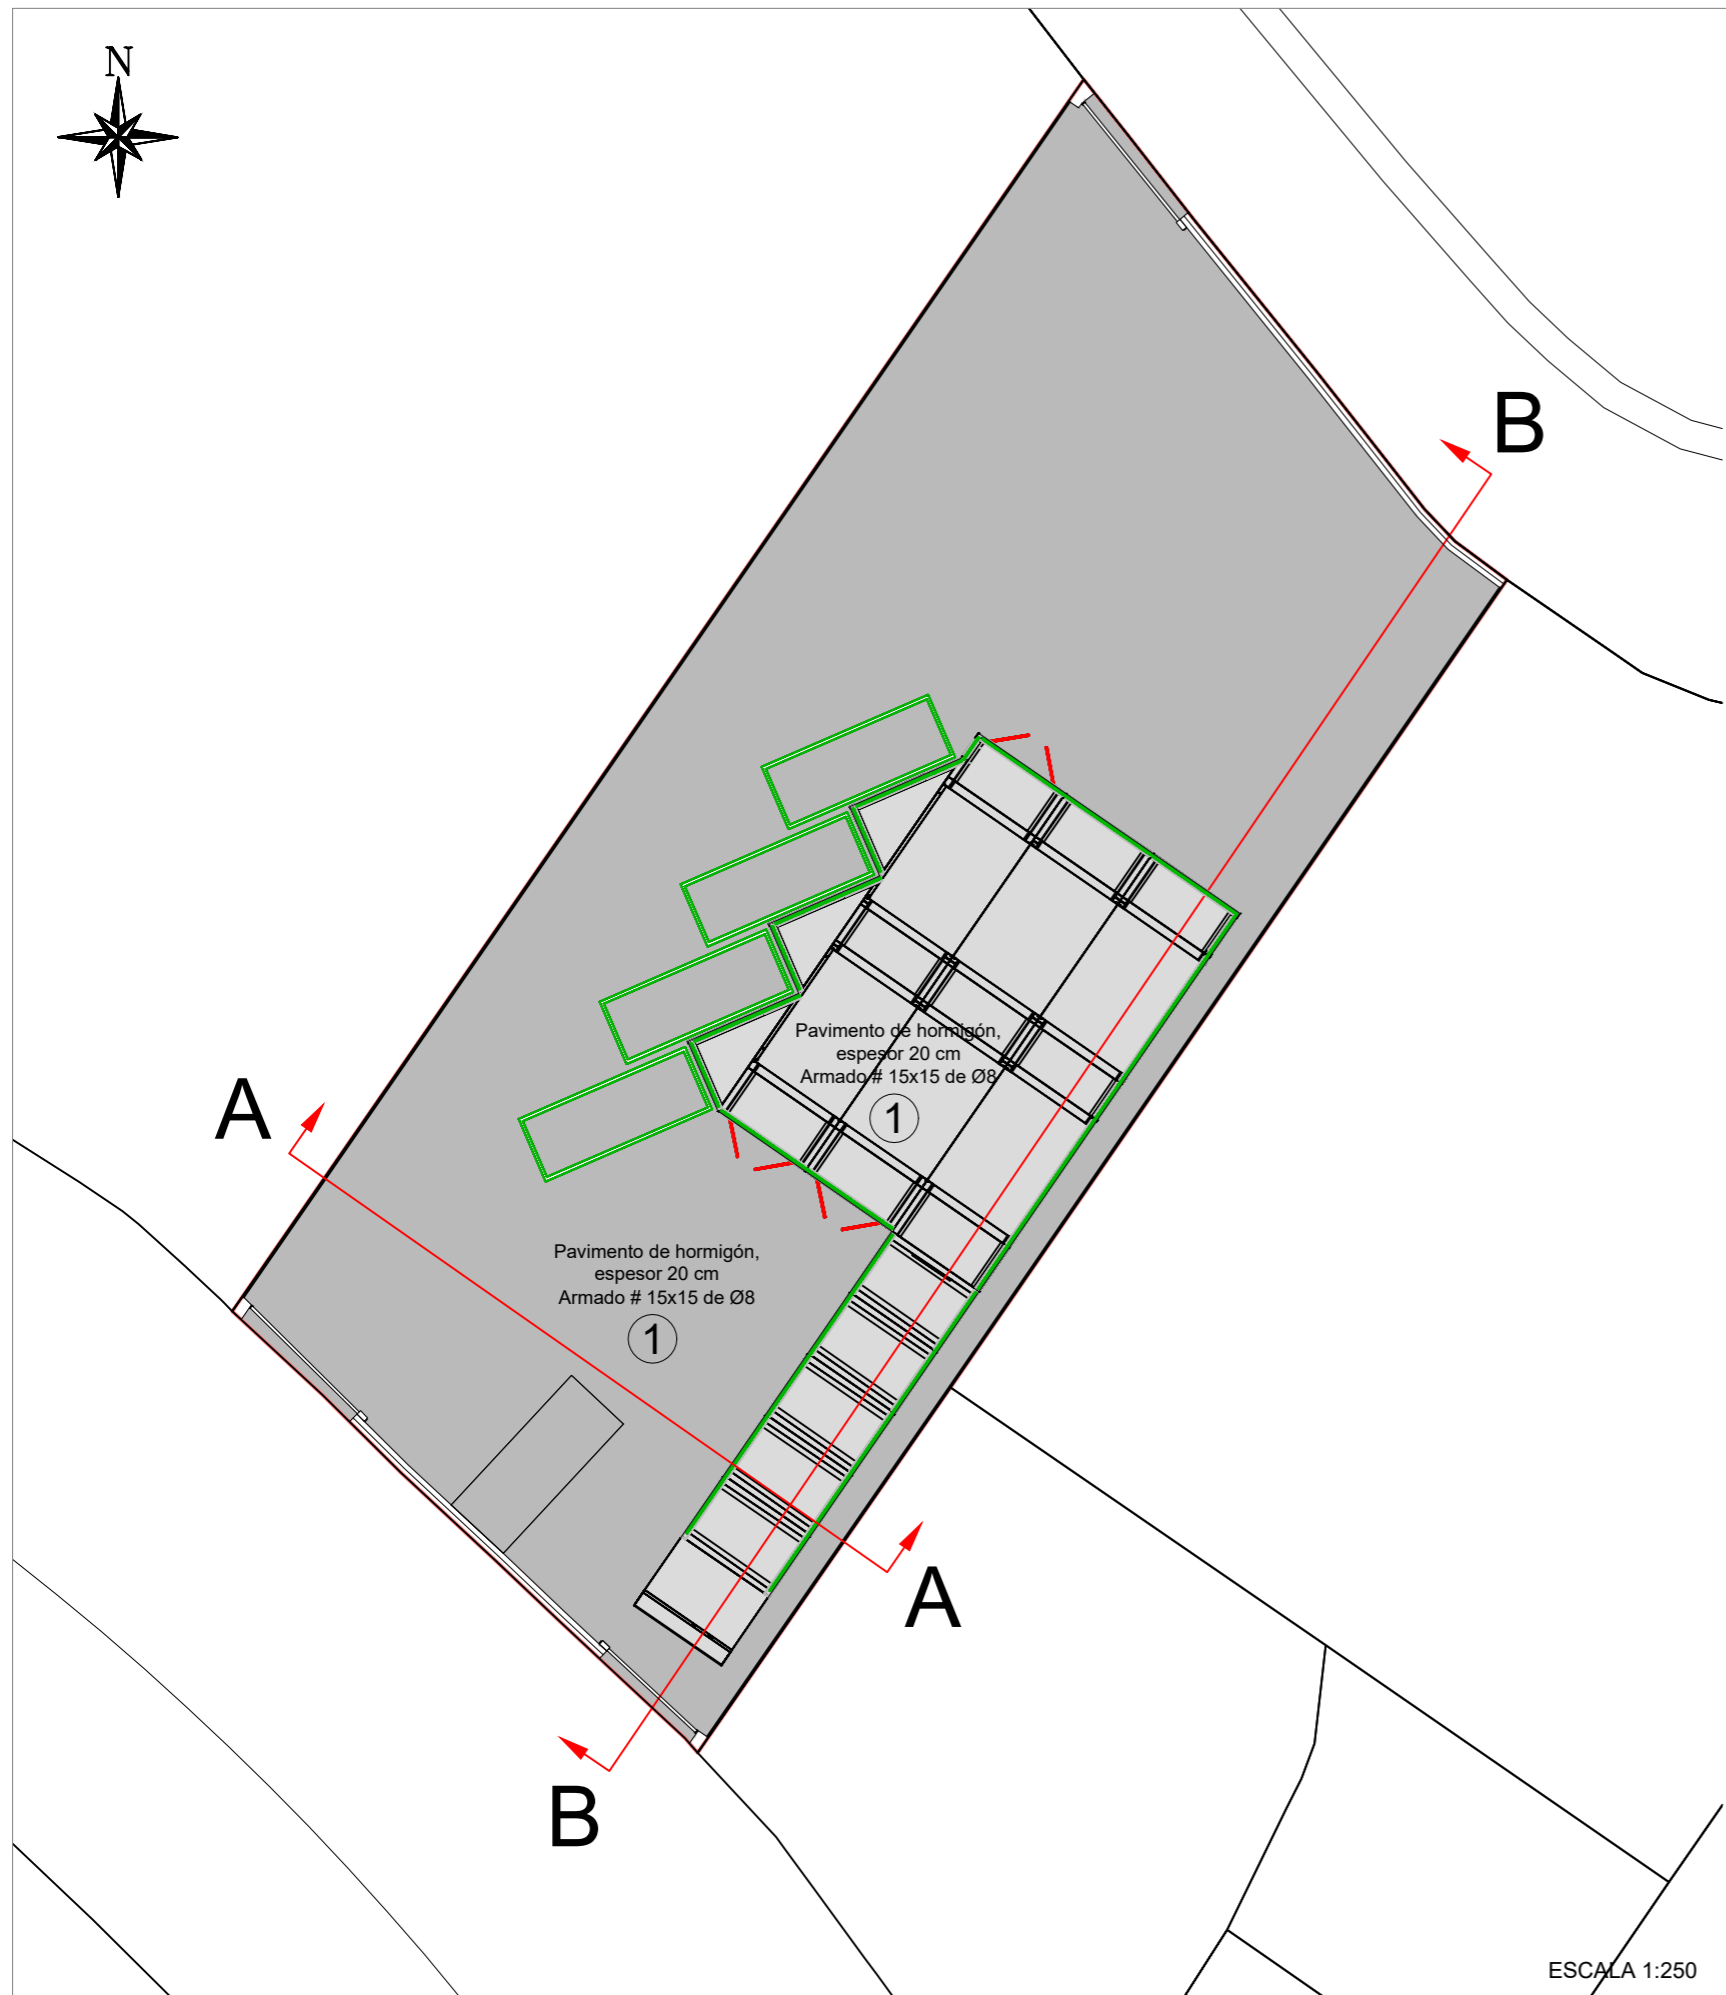 N
B
Pavimento de hormigón,
espesor 20 cm
Armado # 15x15 de Ø8
1
A
Pavimento de hormigón,
espesor 20 cm
Armado # 15x15 de Ø8
1
A
B
ESCALA 1:250